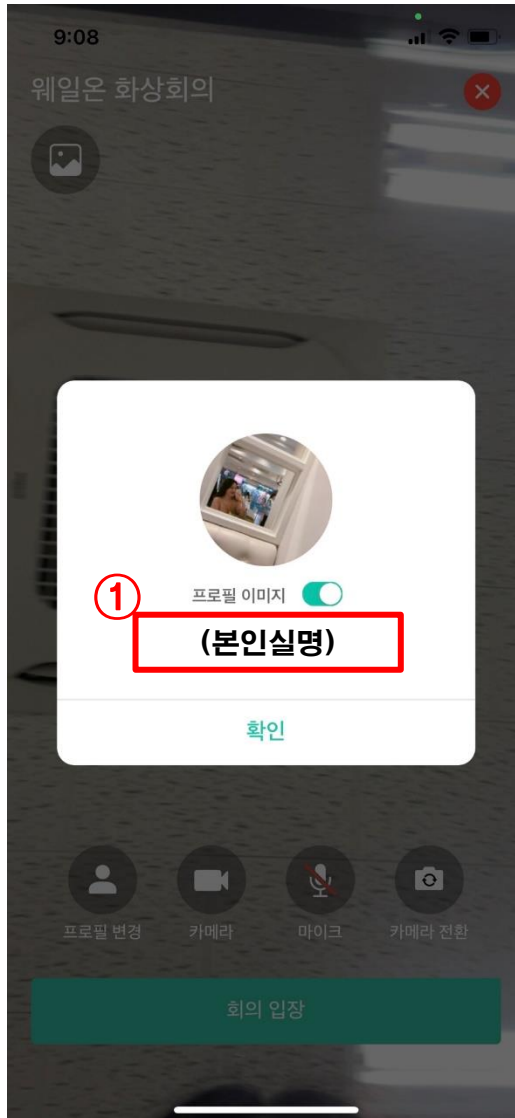 9:08
웨일온 화상회의
①
프로필 이미지
(본인실명)
확인
프로필 변경 카메라 마이크 카메라 전환
회의 입장